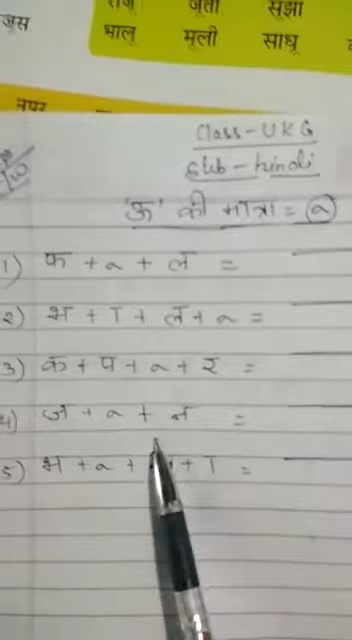 जूता सूझा
जूस भालू मूली साधू
Class - UKG
Sub - hindi
'ऊ' की मात्रा = ू
1) फ + ू + ल =
2) भ + ा + ल + ू =
3) क + प + ू + र =
4) ज + ू + न =
5) भ + ू + + ा =